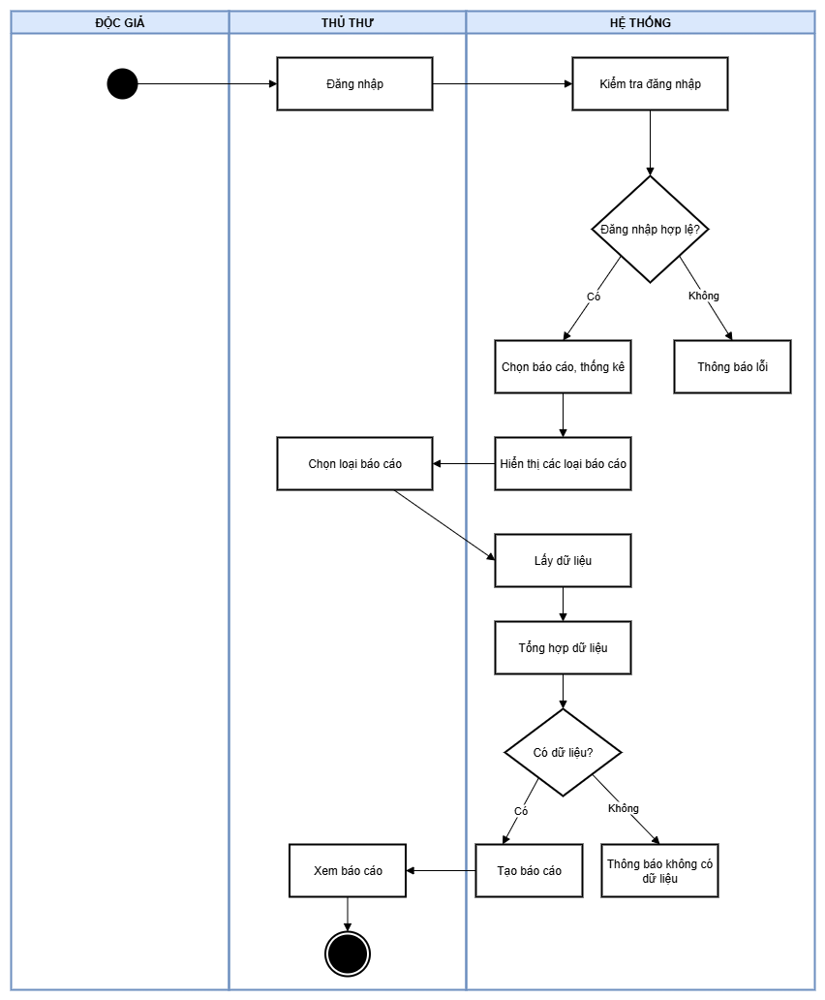 ĐỘC GIẢ
THỦ THƯ
HỆ THỐNG
Đăng nhập
Kiểm tra đăng nhập
Đăng nhập hợp lệ?
Có
Không
Chọn báo cáo, thống kê
Thông báo lỗi
Chọn loại báo cáo
Hiển thị các loại báo cáo
Lấy dữ liệu
Tổng hợp dữ liệu
Có dữ liệu?
Có
Không
Xem báo cáo
Tạo báo cáo
Thông báo không có
dữ liệu